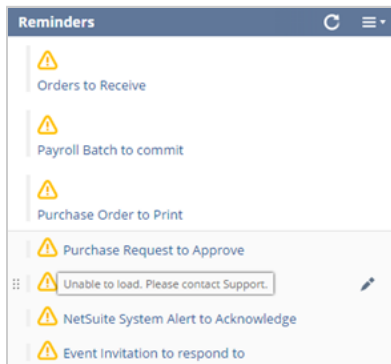 Reminders
Orders to Receive
Payroll Batch to commit
Purchase Order to Print
Purchase Request to Approve
Unable to load. Please contact Support.
NetSuite System Alert to Acknowledge
Event Invitation to respond to